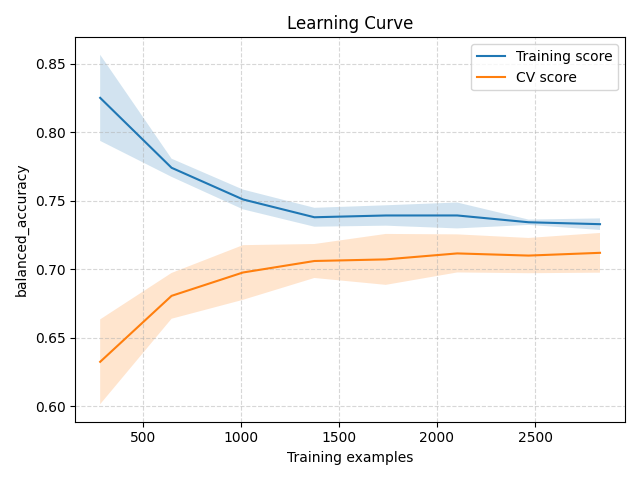 Learning Curve
Training score
CV score
balanced_accuracy
0.85
0.80
0.75
0.70
0.65
0.60
500 1000 1500 2000 2500
Training examples